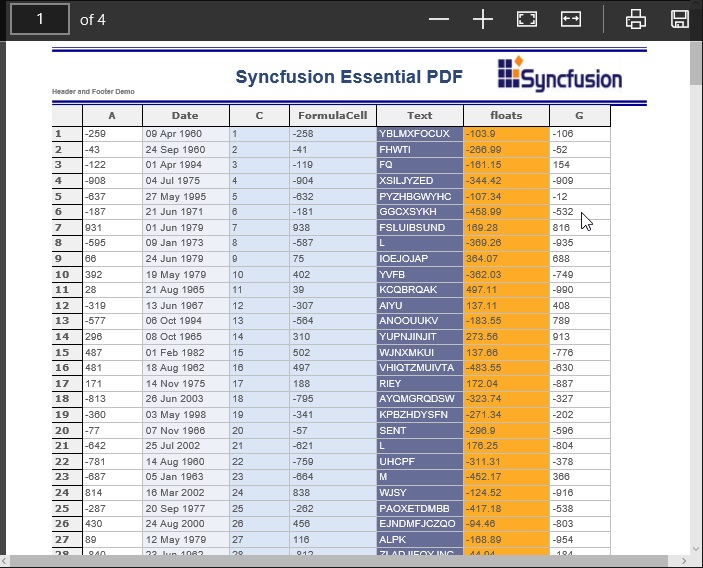 1 of 4
Syncfusion Essential PDF Syncfusion
Header and Footer Demo
A Date C FormulaCell Text floats G
1 -259 09 Apr 1960 1 -258 YBLMXFOCUX -103.9 -106
2 -43 24 Sep 1960 2 -41 FHWTI -266.99 -52
3 -122 01 Apr 1994 3 -119 FQ -161.15 154
4 -908 04 Jul 1975 4 -904 XSILJYZED -344.42 -909
5 -637 27 May 1995 5 -632 PYZHBGWYHC -107.34 -12
6 -187 21 Jun 1971 6 -181 GGCXSYKH -458.99 -532
7 931 01 Jun 1979 7 938 FSLUIBSUND 169.28 816
8 -595 09 Jan 1973 8 -587 L -369.26 -935
9 66 24 Jun 1979 9 75 IOEJOJAP 364.07 688
10 392 19 May 1979 10 402 YVFB -362.03 -749
11 28 21 Aug 1965 11 39 KCQBRQAK 497.11 -990
12 -319 13 Jun 1967 12 -307 AIYU 137.11 408
13 -577 06 Oct 1994 13 -564 ANOOUUKV -183.55 789
14 296 08 Oct 1965 14 310 YUPNJINJIT 273.56 913
15 487 01 Feb 1982 15 502 WJNXMKUI 137.66 -776
16 481 18 Aug 1962 16 497 VHIQTZMUIVTA -483.55 -630
17 171 14 Nov 1975 17 188 RIEY 172.04 -887
18 -813 26 Jun 2003 18 -795 AYQMGRQDSW -323.74 -327
19 -360 03 May 1998 19 -341 KPBZHDYSFN -271.34 -202
20 -77 07 Nov 1966 20 -57 SENT -296.9 -596
21 -642 25 Jul 2002 21 -621 L 176.25 -804
22 -781 14 Aug 1960 22 -759 UHCPF -311.31 -378
23 -687 05 Jan 1963 23 -664 M -452.17 366
24 814 16 Mar 2002 24 838 WJSY -124.52 -916
25 -287 20 Sep 1977 25 -262 PAOXETDMBB -417.18 -538
26 430 24 Aug 2000 26 456 EJNDMFJCZQO -94.46 -803
27 89 12 May 1979 27 116 ALPK -168.89 -954
28 -840 23 Jun 1962 28 -812